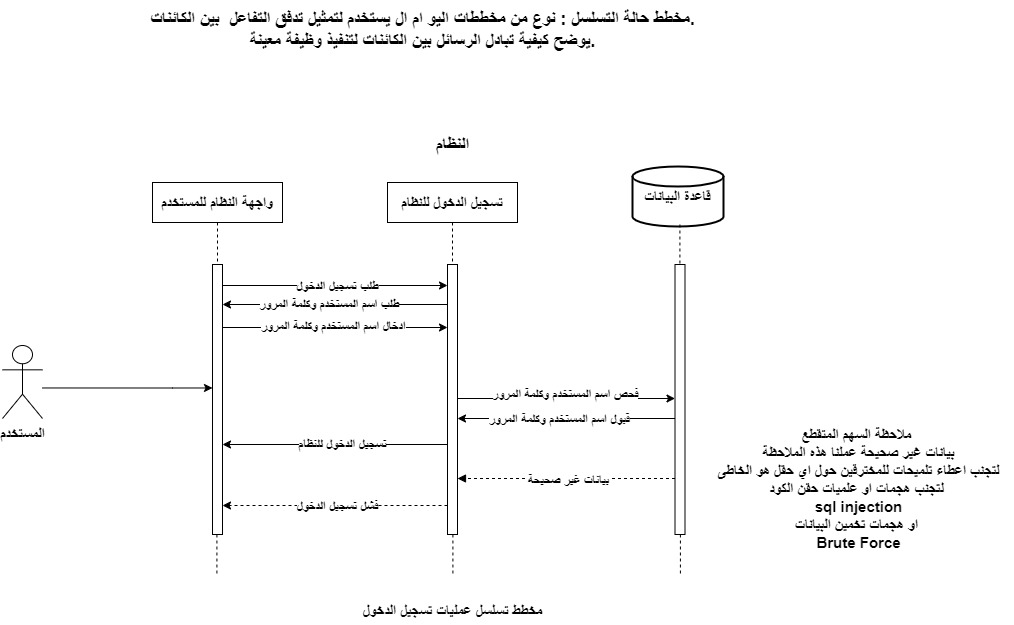 مخطط حالة التسلسل : نوع من مخططات اليو ام ال يستخدم لتمثيل تدفق التفاعل بين الكائنات.
يوضح كيفية تبادل الرسائل بين الكائنات لتنفيذ وظيفة معينة.
النظام
قاعدة البيانات
تسجيل الدخول للنظام
واجهة النظام للمستخدم
طلب تسجيل الدخول
طلب اسم المستخدم وكلمة المرور
ادخال اسم المستخدم وكلمة المرور
فحص اسم المستخدم وكلمة المرور
قبول اسم المستخدم وكلمة المرور
المستخدم
تسجيل الدخول للنظام
بيانات غير صحيحة
فشل تسجيل الدخول
ملاحظة السهم المتقطع
بيانات غير صحيحة عملنا هذه الملاحظة
لتجنب اعطاء تلميحات للمخترقين حول اي حقل هو الخاطى
لتجنب هجمات او علميات حقن الكود
sql injection
او هجمات تخمين البيانات
Brute Force
مخطط تسلسل عمليات تسجيل الدخول